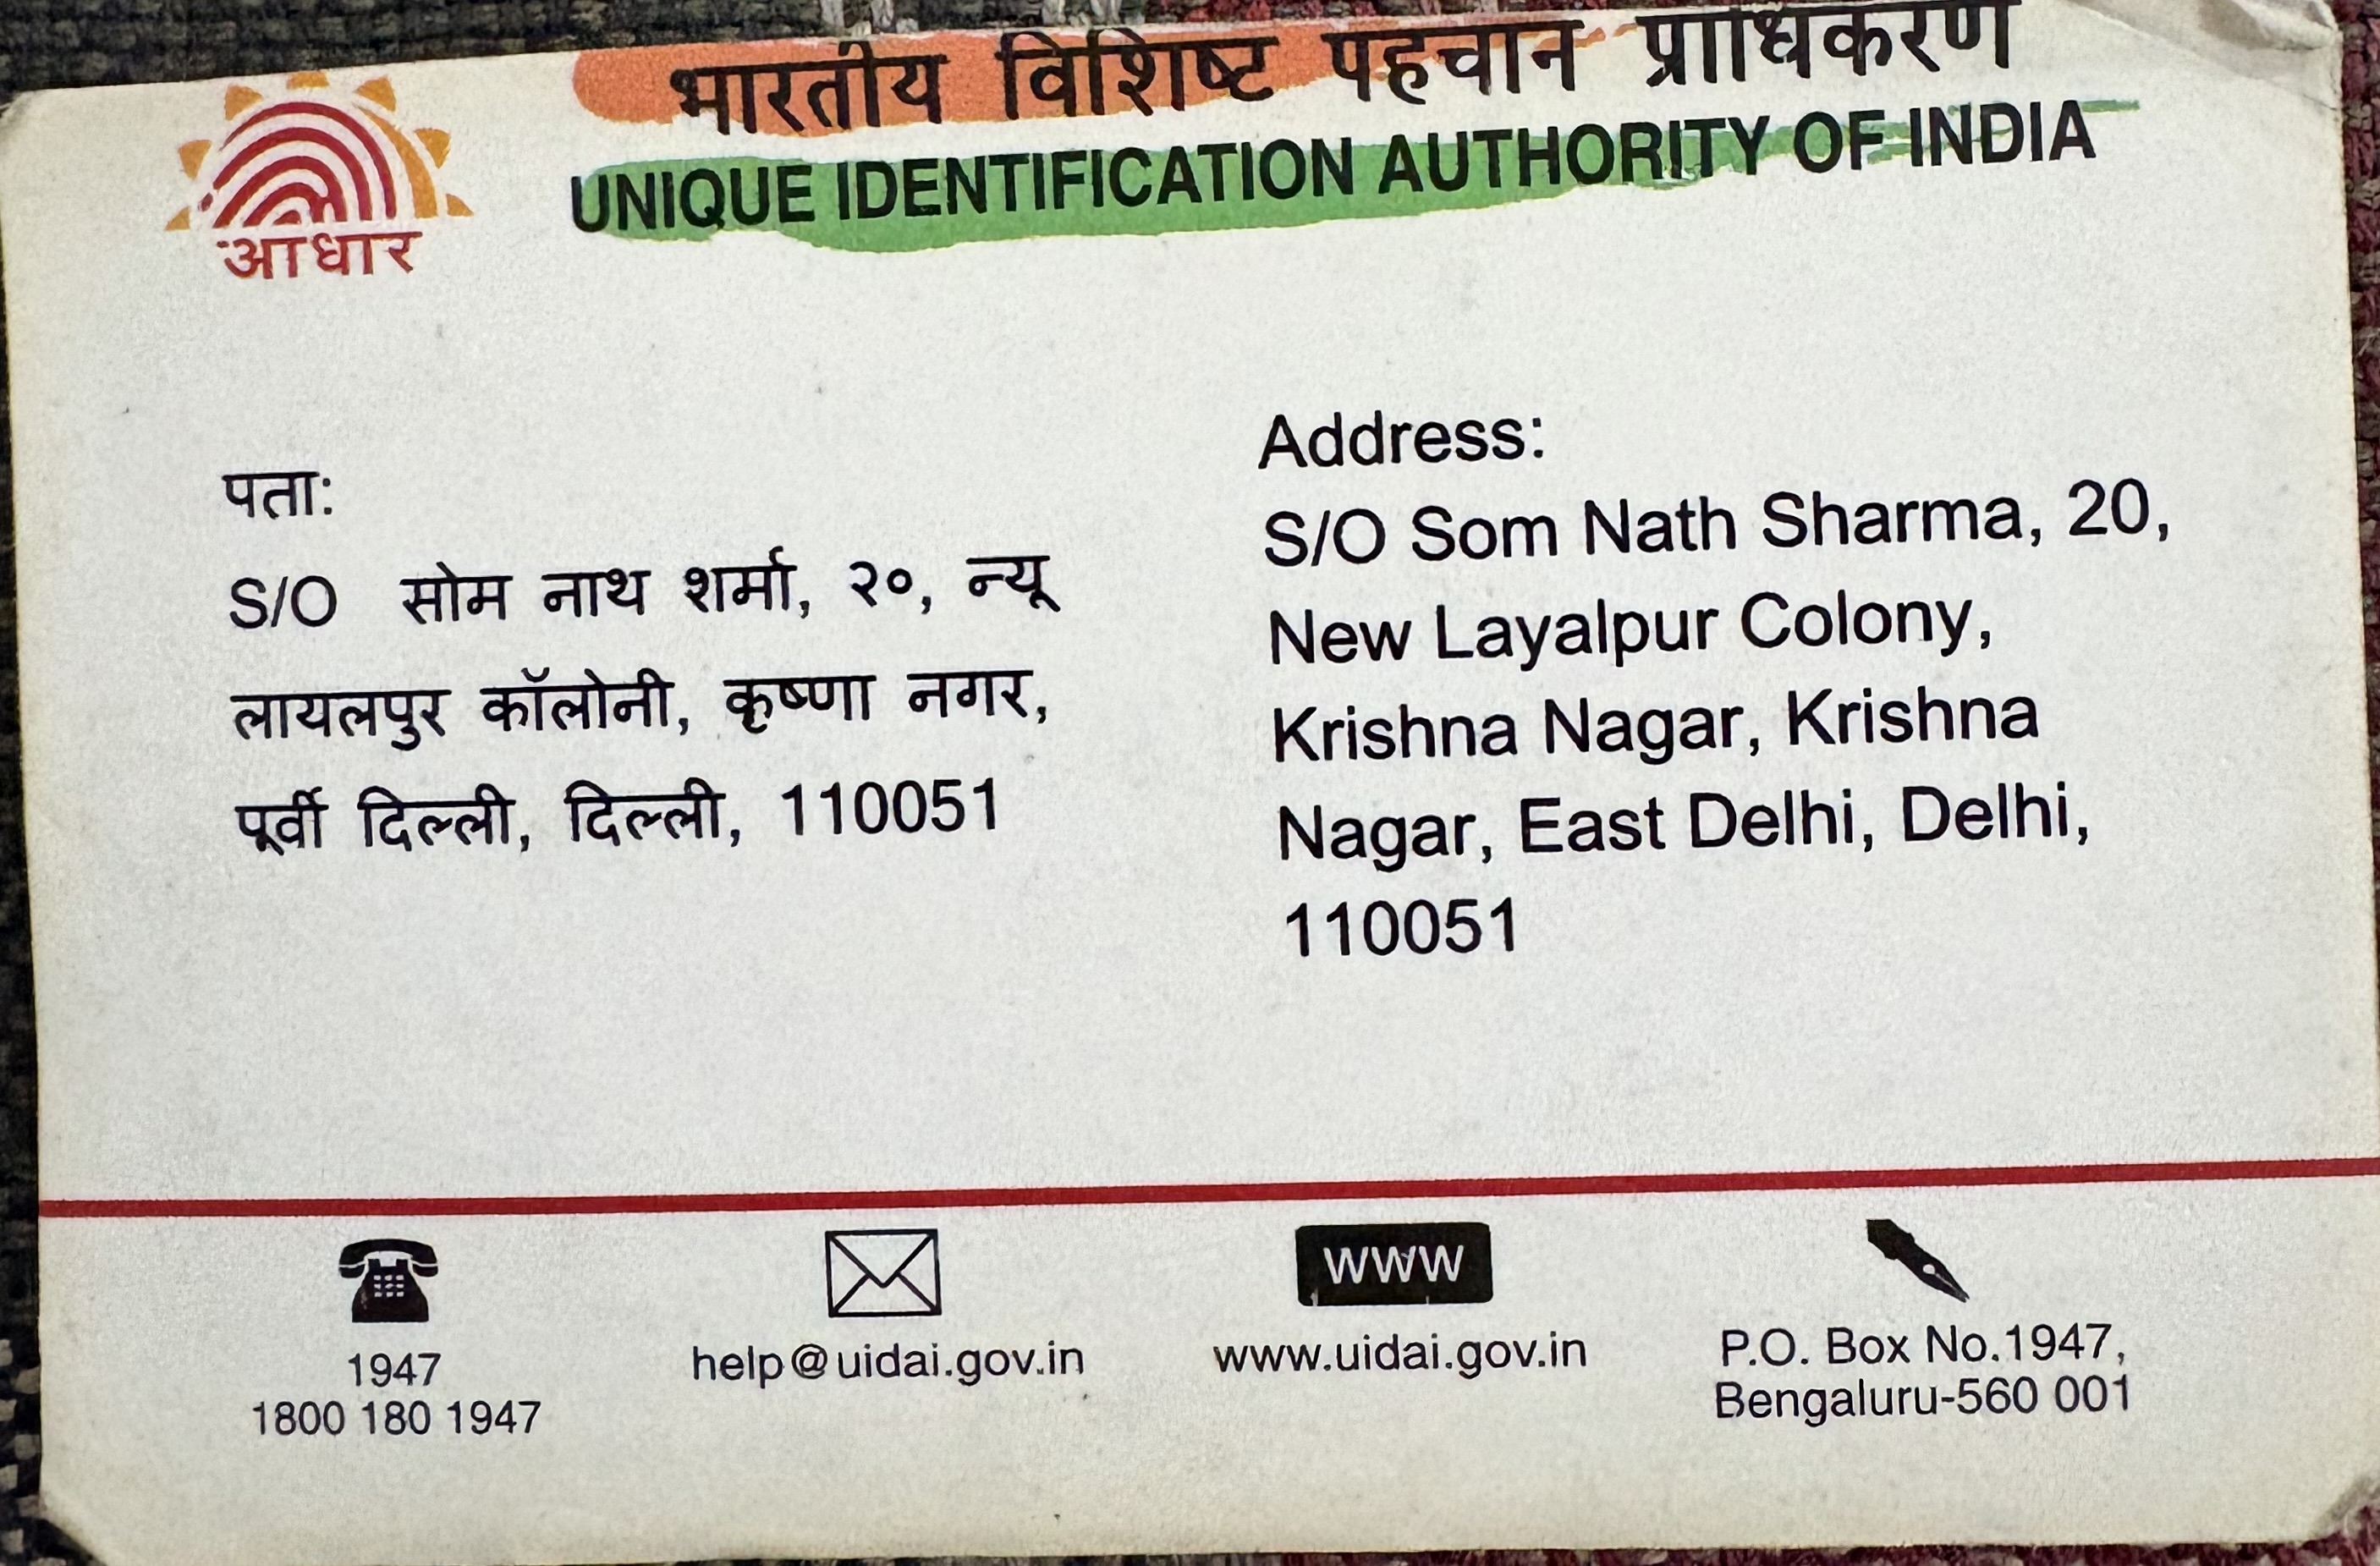 भारतीय विशिष्ट पहचान प्राधिकरण
UNIQUE IDENTIFICATION AUTHORITY OF INDIA
आधार
पता:
S/O सोम नाथ शर्मा, २०, न्यू
लायलपुर कॉलोनी, कृष्णा नगर,
पूर्वी दिल्ली, दिल्ली, 110051
Address:
S/O Som Nath Sharma, 20,
New Layalpur Colony,
Krishna Nagar, Krishna
Nagar, East Delhi, Delhi,
110051
1947
1800 180 1947
help@uidai.gov.in
www
www.uidai.gov.in
P.O. Box No.1947,
Bengaluru-560 001